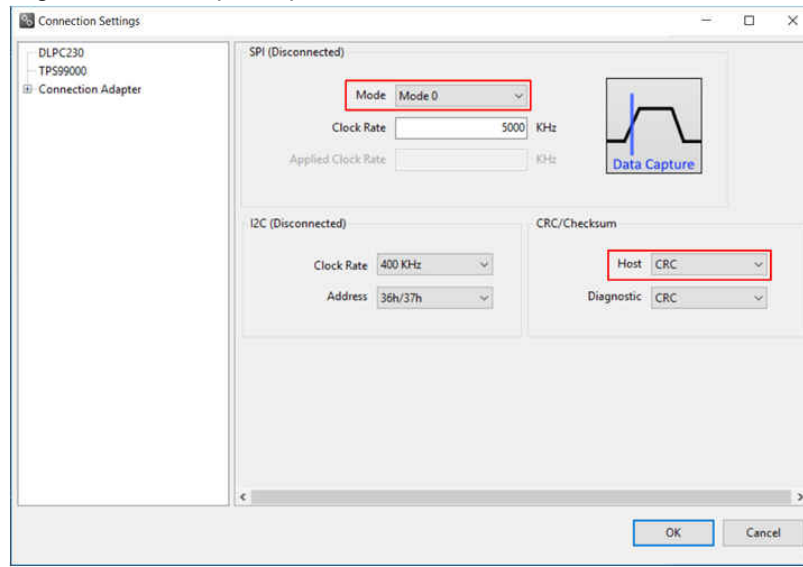 Connection Settings
DLPC230
TPS99000
Connection Adapter
SPI (Disconnected)
Mode Mode 0
Clock Rate 5000 KHz
Applied Clock Rate KHz
Data Capture
I2C (Disconnected)
Clock Rate 400 KHz
Address 36h/37h
CRC/Checksum
Host CRC
Diagnostic CRC
OK Cancel